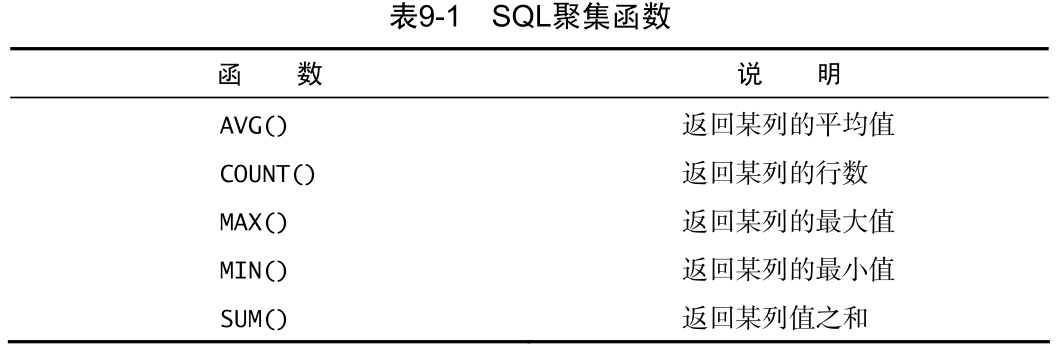 表9-1 SQL聚集函数
函 数 说 明
AVG() 返回某列的平均值
COUNT() 返回某列的行数
MAX() 返回某列的最大值
MIN() 返回某列的最小值
SUM() 返回某列值之和